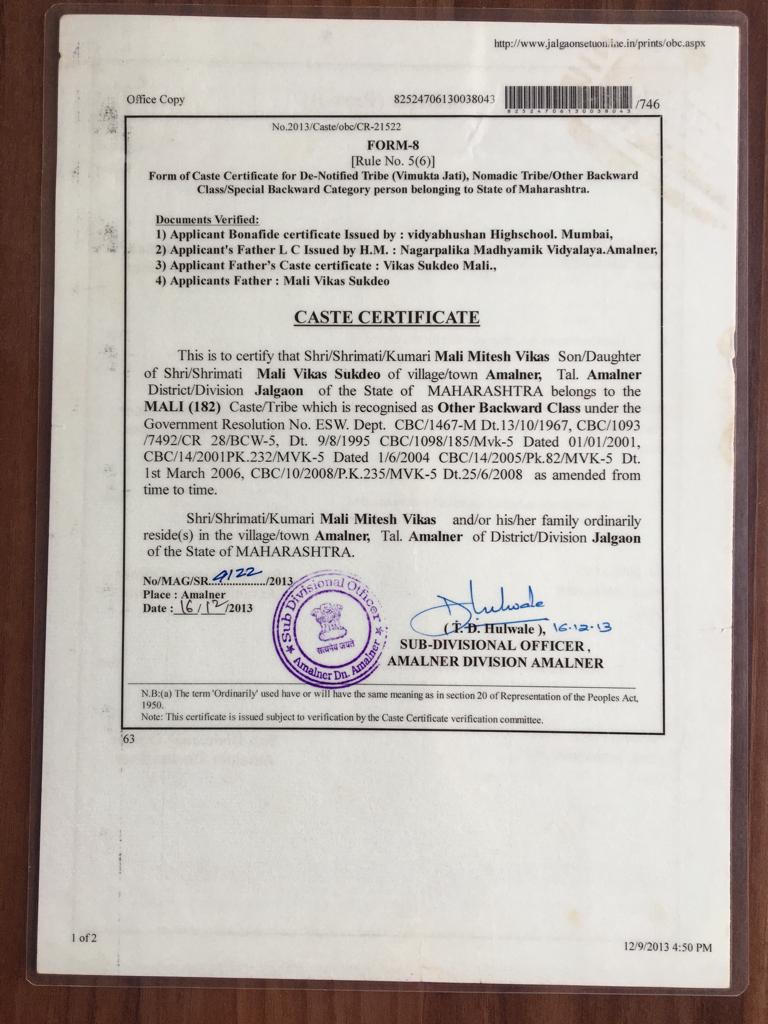 http://www.jalgaonsetuonline.in/prints/obc.aspx
Office Copy 82524706130038043 /746
82524706130038043
No.2013/Caste/obc/CR-21522
FORM-8
[Rule No. 5(6)]
Form of Caste Certificate for De-Notified Tribe (Vimukta Jati), Nomadic Tribe/Other Backward
Class/Special Backward Category person belonging to State of Maharashtra.
Documents Verified:
1) Applicant Bonafide certificate Issued by : vidyabhushan Highschool. Mumbai,
2) Applicant's Father L C Issued by H.M. : Nagarpalika Madhyamik Vidyalaya.Amalner,
3) Applicant Father's Caste certificate : Vikas Sukdeo Mali.,
4) Applicants Father : Mali Vikas Sukdeo
CASTE CERTIFICATE
This is to certify that Shri/Shrimati/Kumari Mali Mitesh Vikas Son/Daughter
of Shri/Shrimati Mali Vikas Sukdeo of village/town Amalner, Tal. Amalner
District/Division Jalgaon of the State of MAHARASHTRA belongs to the
MALI (182) Caste/Tribe which is recognised as Other Backward Class under the
Government Resolution No. ESW. Dept. CBC/1467-M Dt.13/10/1967, CBC/1093
/7492/CR 28/BCW-5, Dt. 9/8/1995 CBC/1098/185/Mvk-5 Dated 01/01/2001,
CBC/14/2001PK.232/MVK-5 Dated 1/6/2004 CBC/14/2005/Pk.82/MVK-5 Dt.
1st March 2006, CBC/10/2008/P.K.235/MVK-5 Dt.25/6/2008 as amended from
time to time.
Shri/Shrimati/Kumari Mali Mitesh Vikas and/or his/her family ordinarily
reside(s) in the village/town Amalner, Tal. Amalner of District/Division Jalgaon
of the State of MAHARASHTRA.
No/MAG/SR...4122.../2013
Place : Amalner
Date : 16/12/2013
Sub Divisional Officer
सत्यमेव जयते
Amalner Dn. Amalner
Dhulwale
( T. D. Hulwale ), 16-12-13
SUB-DIVISIONAL OFFICER,
AMALNER DIVISION AMALNER
N.B:(a) The term 'Ordinarily' used have or will have the same meaning as in section 20 of Representation of the Peoples Act,
1950.
Note: This certificate is issued subject to verification by the Caste Certificate verification committee.
63
1 of 2
12/9/2013 4:50 PM